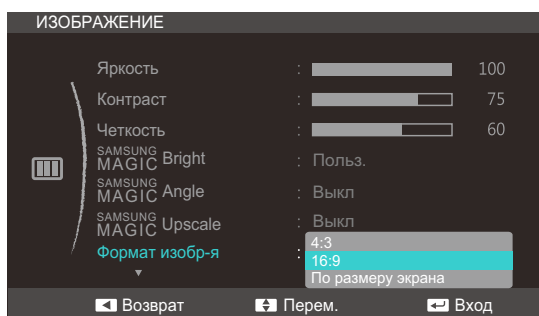 ИЗОБРАЖЕНИЕ
Яркость : 100
Контраст : 75
Четкость : 60
SAMSUNG MAGIC Bright : Польз.
SAMSUNG MAGIC Angle : Выкл
SAMSUNG MAGIC Upscale : Выкл
Формат изобр-я :
4:3
16:9
По размеру экрана
Возврат Перем. Вход